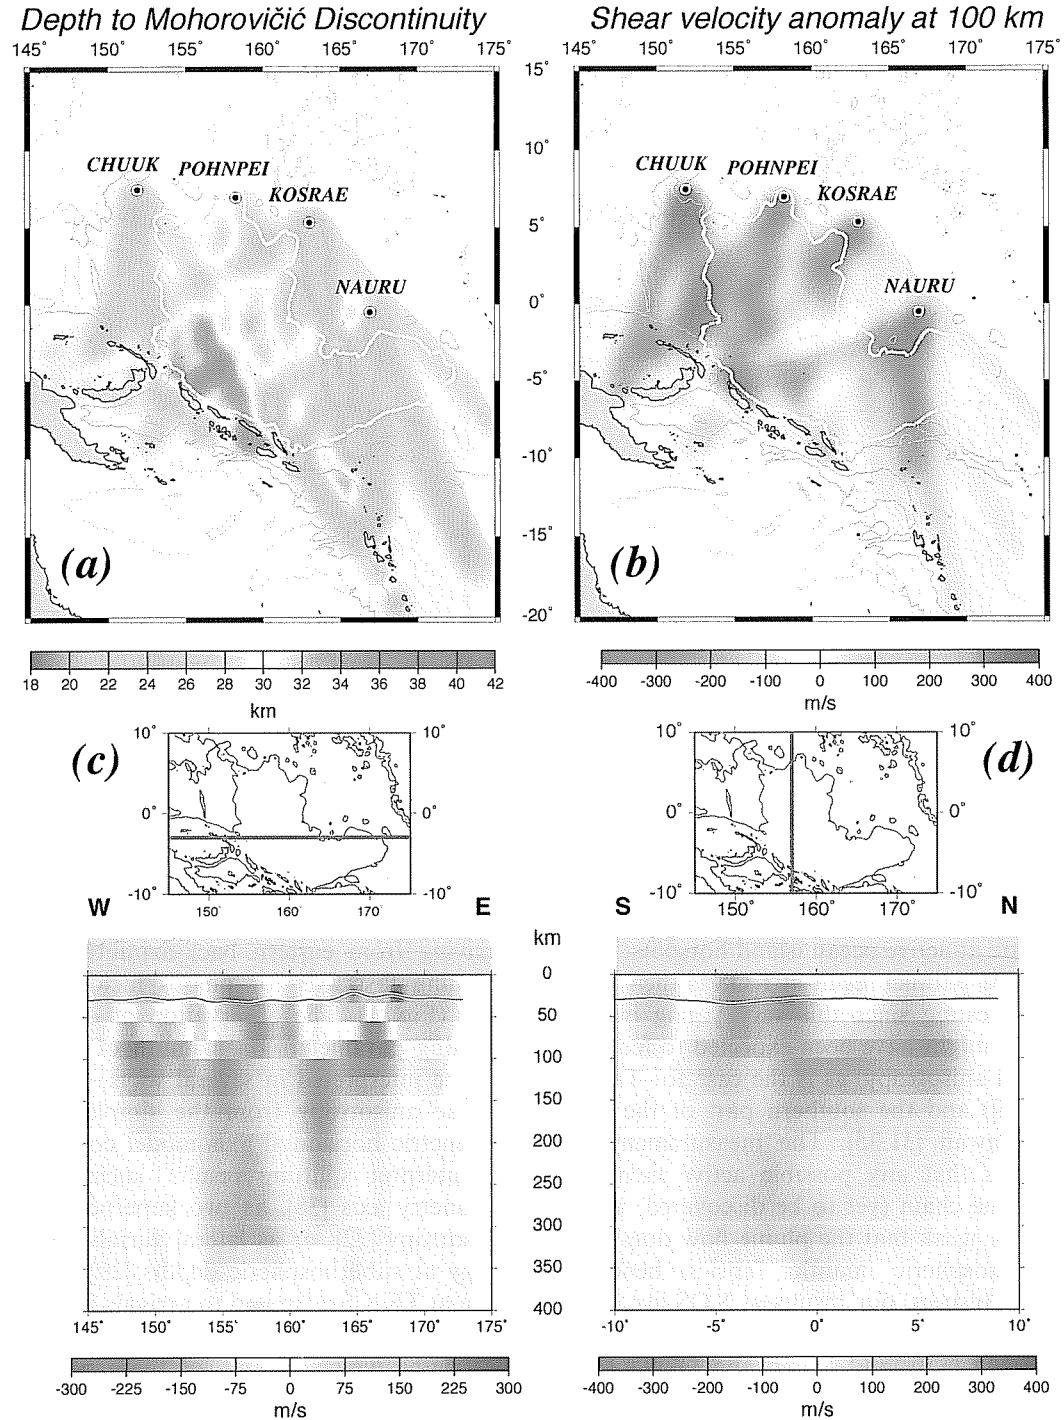 Depth to Mohorovičić Discontinuity
Shear velocity anomaly at 100 km
145˚ 150˚ 155˚ 160˚ 165˚ 170˚ 175˚
145˚ 150˚ 155˚ 160˚ 165˚ 170˚ 175˚
15˚
10˚
5˚
0˚
-5˚
-10˚
-15˚
-20˚
CHUUK
POHNPEI
KOSRAE
NAURU
(a)
CHUUK
POHNPEI
KOSRAE
NAURU
(b)
18 20 22 24 26 28 30 32 34 36 38 40 42
km
-400 -300 -200 -100 0 100 200 300 400
m/s
(c)
10˚ 10˚
0˚ 0˚
-10˚ -10˚
150˚ 160˚ 170˚
W E
(d)
10˚ 10˚
0˚ 0˚
-10˚ -10˚
150˚ 160˚ 170˚
S N
km
0
50
100
150
200
250
300
350
400
145˚ 150˚ 155˚ 160˚ 165˚ 170˚ 175˚
-10˚ -5˚ 0˚ 5˚ 10˚
-300 -225 -150 -75 0 75 150 225 300
m/s
-400 -300 -200 -100 0 100 200 300 400
m/s